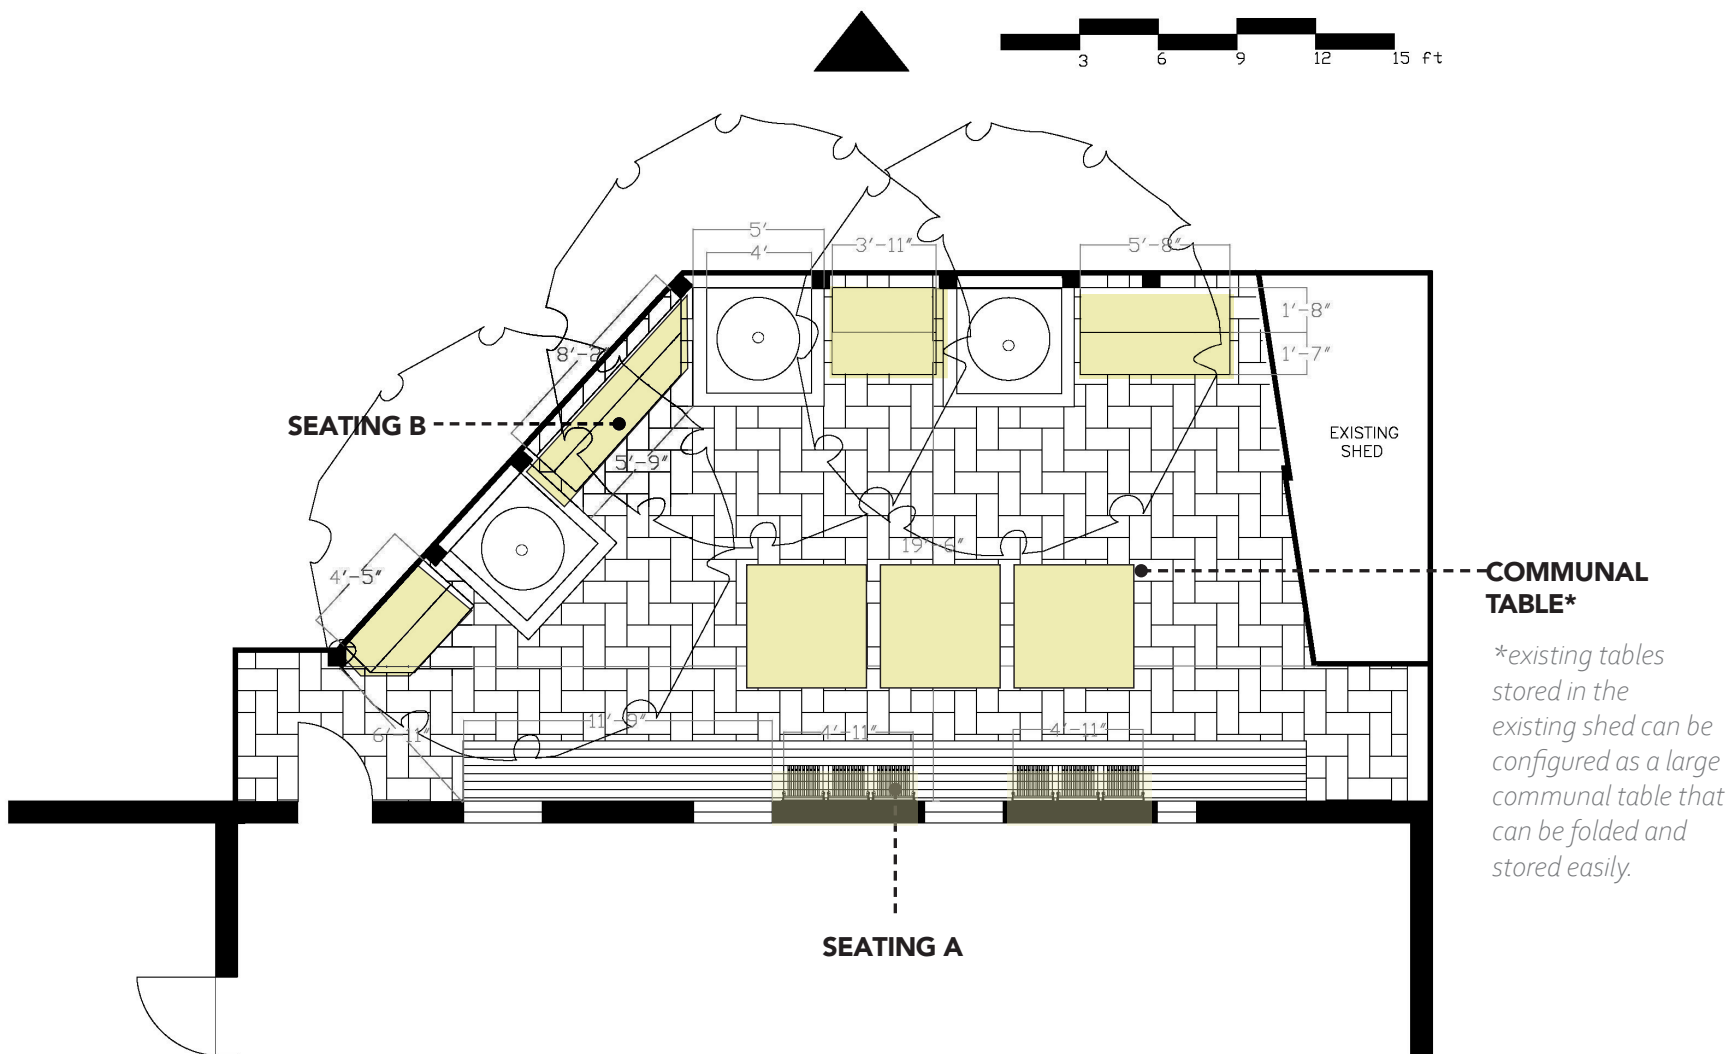 3 6 9 12 15 ft
5'
4'
3'-11"
5'-8"
1'-8"
1'-7"
8'-2"
SEATING B
EXISTING
SHED
5'-9"
19'-6"
4'-5"
COMMUNAL
TABLE*
*existing tables
stored in the
existing shed can be
configured as a large
communal table that
can be folded and
stored easily.
6'-11"
11'-9"
4'-11"
4'-11"
SEATING A